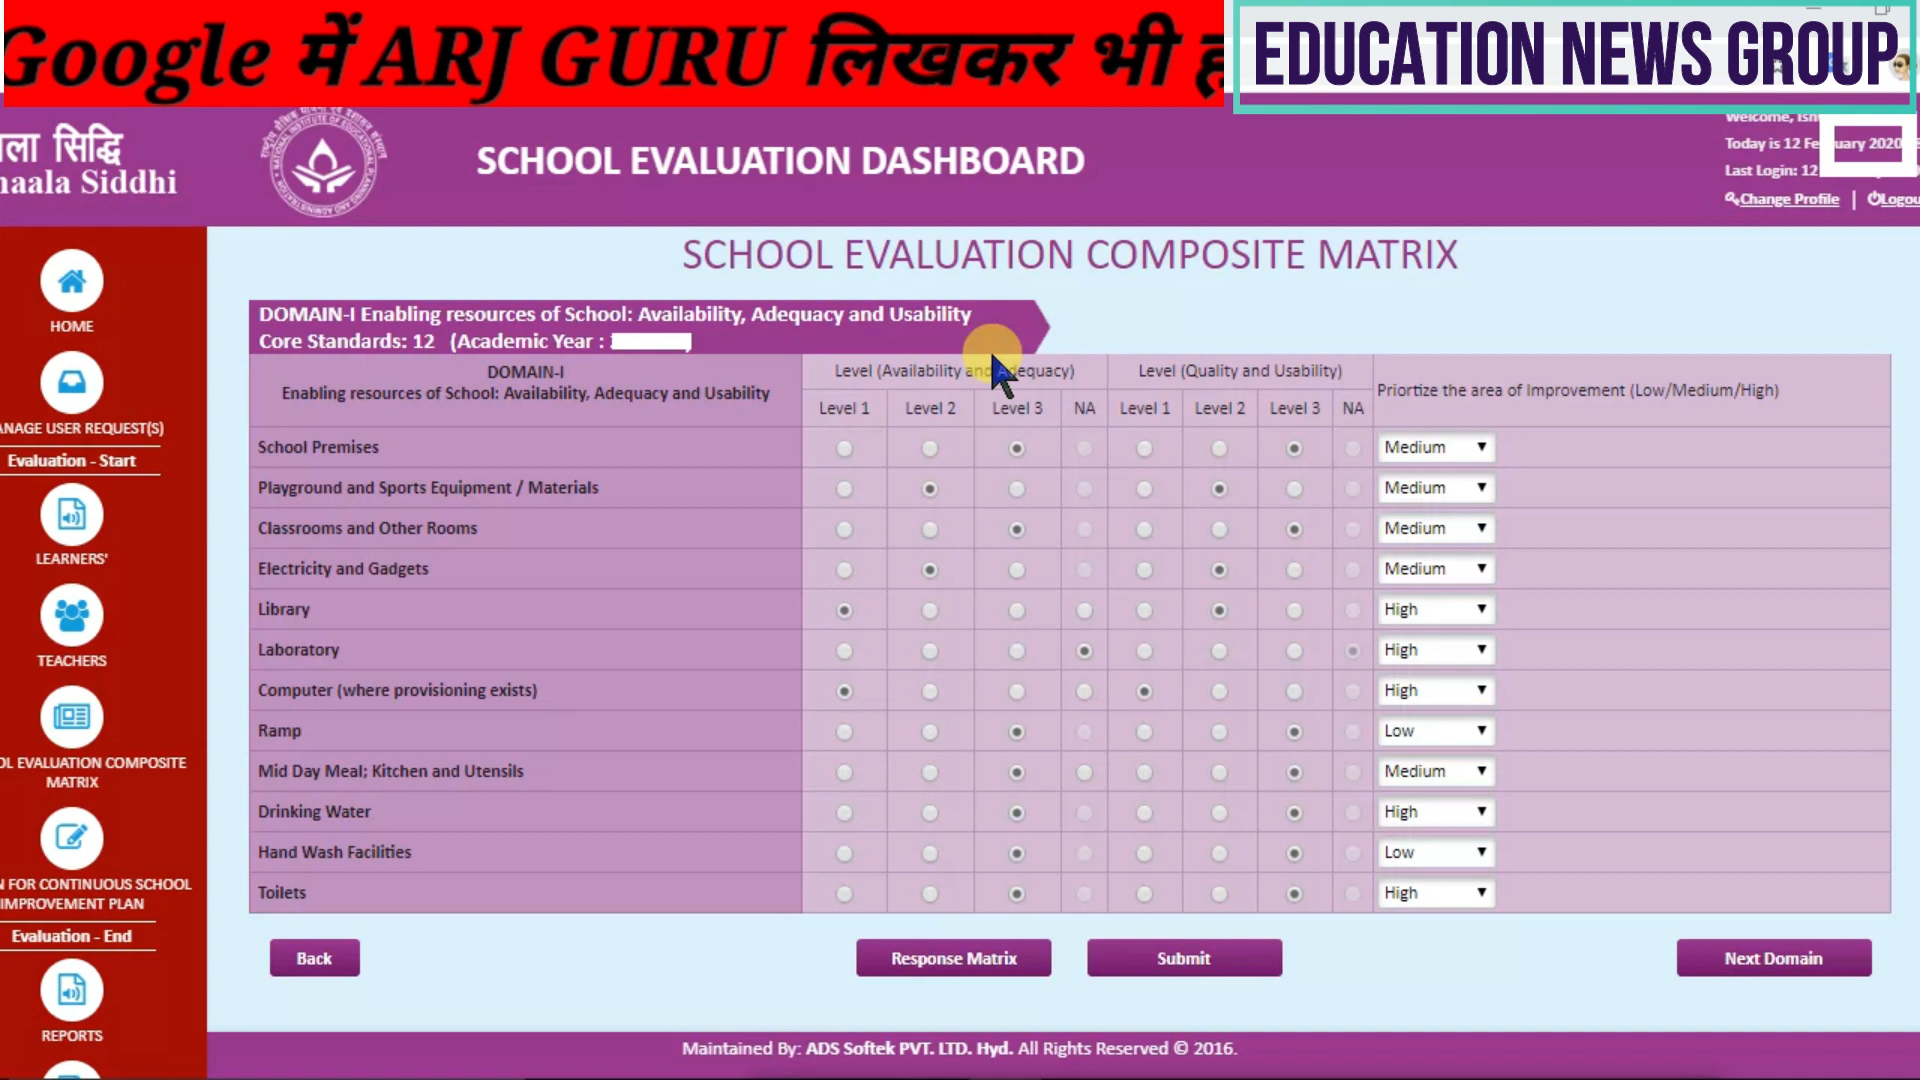 Google में ARJ GURU लिखकर भी
EDUCATION NEWS GROUP
ला सिद्धि
haala Siddhi
SCHOOL EVALUATION DASHBOARD
Welcome,
Today is 12 February 2020
Last Login: 12
Change Profile | Logou
SCHOOL EVALUATION COMPOSITE MATRIX
DOMAIN-I Enabling resources of School: Availability, Adequacy and Usability
Core Standards: 12 (Academic Year :
DOMAIN-I
Enabling resources of School: Availability, Adequacy and Usability
Level (Availability and Adequacy) Level (Quality and Usability) Priortize the area of Improvement (Low/Medium/High)
Level 1 Level 2 Level 3 NA Level 1 Level 2 Level 3 NA
School Premises Medium
Playground and Sports Equipment / Materials Medium
Classrooms and Other Rooms Medium
Electricity and Gadgets Medium
Library High
Laboratory High
Computer (where provisioning exists) High
Ramp Low
Mid Day Meal; Kitchen and Utensils Medium
Drinking Water High
Hand Wash Facilities Low
Toilets High
Back Response Matrix Submit Next Domain
HOME
ANAGE USER REQUEST(S)
Evaluation - Start
LEARNERS'
TEACHERS
OL EVALUATION COMPOSITE
MATRIX
N FOR CONTINUOUS SCHOOL
IMPROVEMENT PLAN
Evaluation - End
REPORTS
Maintained By: ADS Softek PVT. LTD. Hyd. All Rights Reserved © 2016.